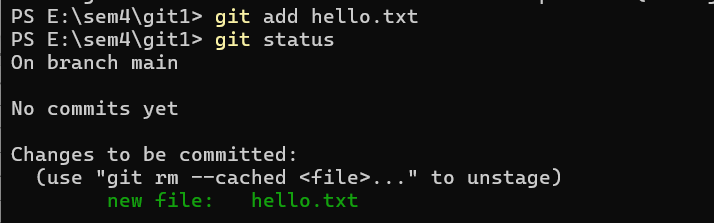 PS E:\sem4\git1> git add hello.txt
PS E:\sem4\git1> git status
On branch main
No commits yet
Changes to be committed:
(use "git rm --cached <file>..." to unstage)
new file: hello.txt